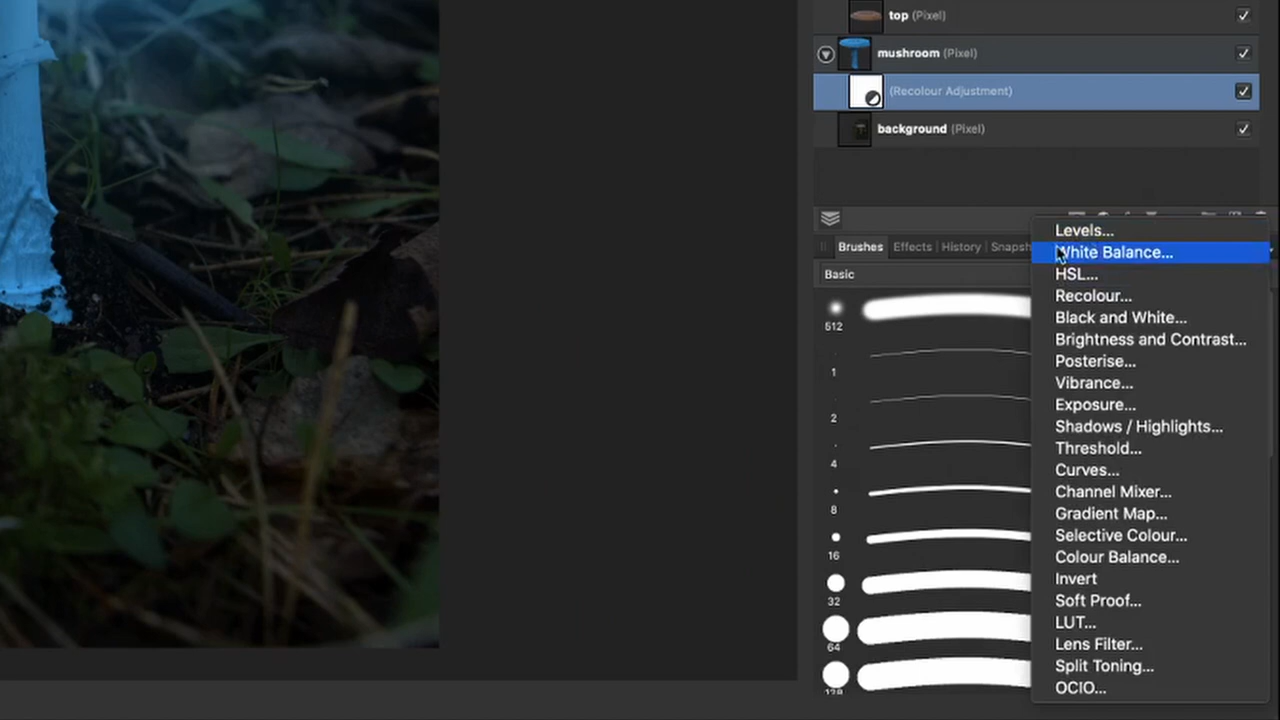 top (Pixel)
mushroom (Pixel)
(Recolour Adjustment)
background (Pixel)
Brushes Effects History Snapsh
Basic
512
1
2
4
8
16
32
64
128
Levels...
White Balance...
HSL...
Recolour...
Black and White...
Brightness and Contrast...
Posterise...
Vibrance...
Exposure...
Shadows / Highlights...
Threshold...
Curves...
Channel Mixer...
Gradient Map...
Selective Colour...
Colour Balance...
Invert
Soft Proof...
LUT...
Lens Filter...
Split Toning...
OCIO...